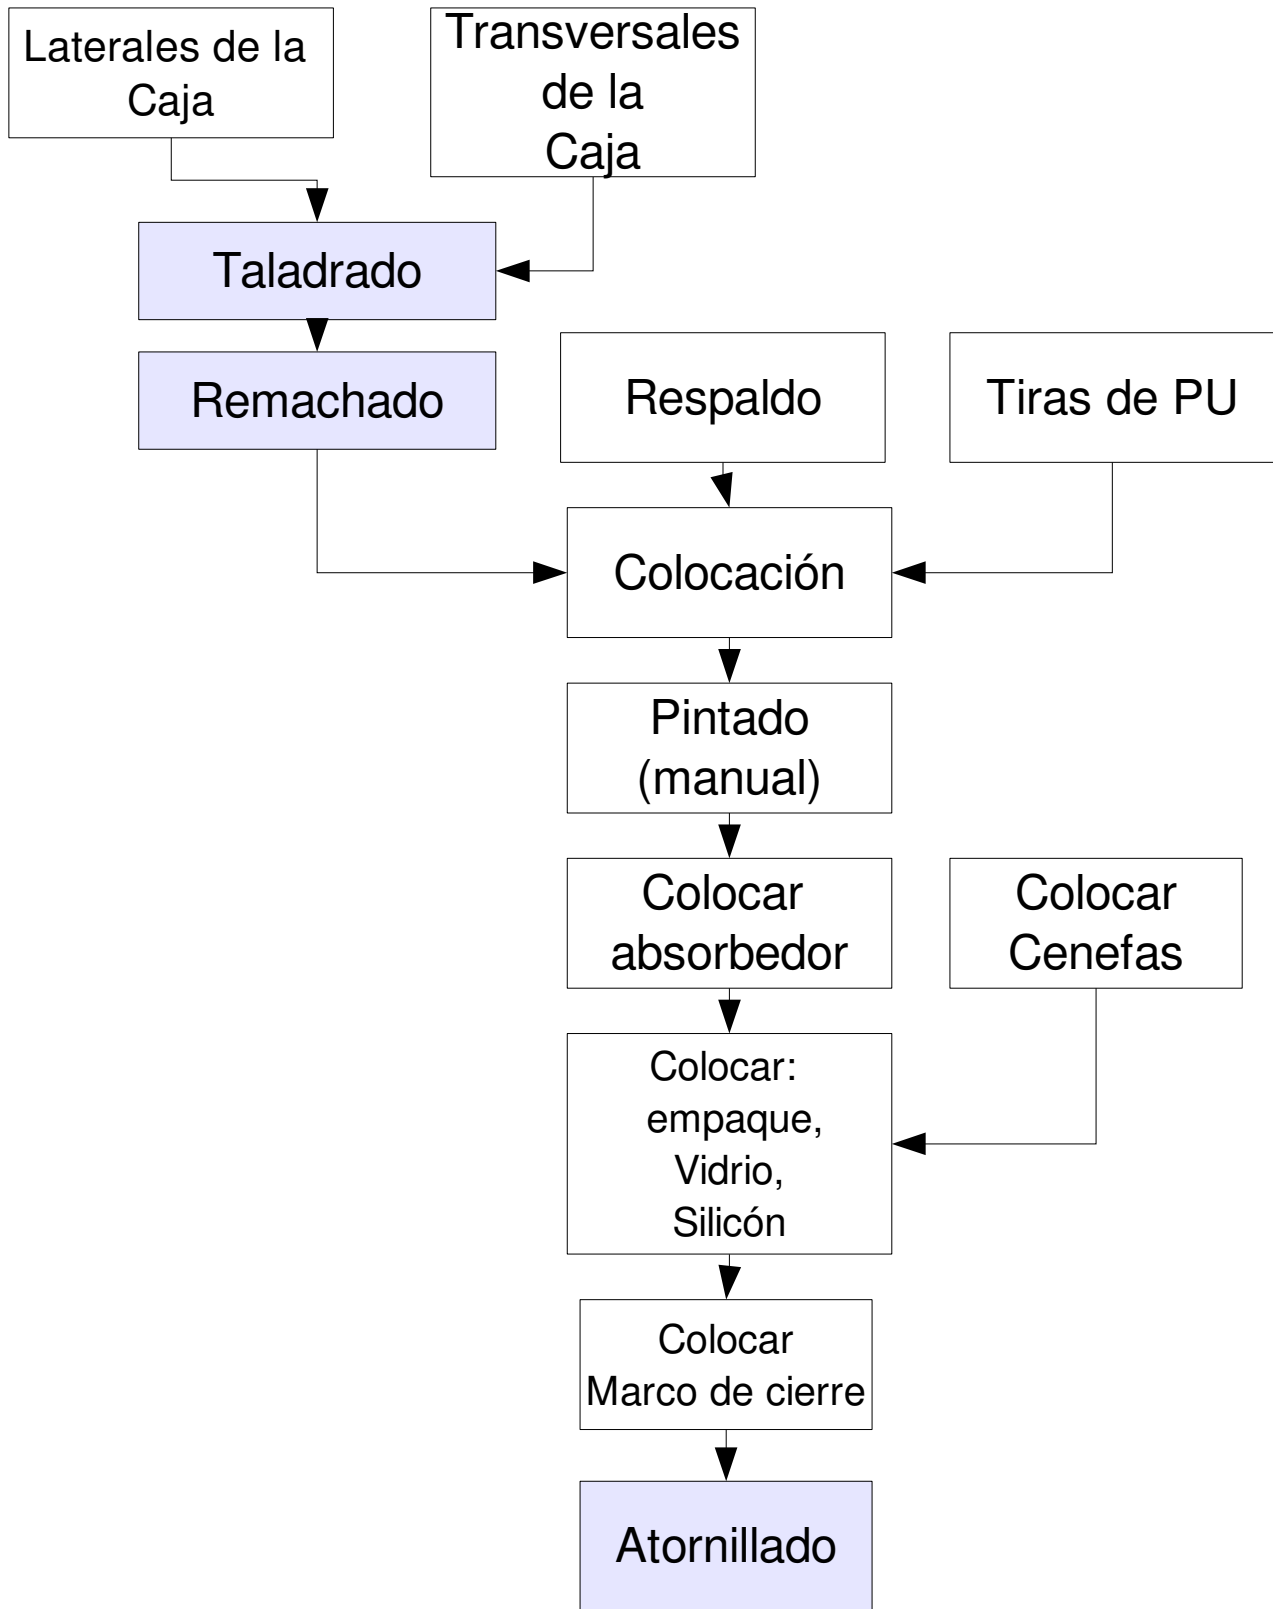 Laterales de la
Caja
Transversales
de la
Caja
Taladrado
Remachado
Respaldo
Tiras de PU
Colocación
Pintado
(manual)
Colocar
absorbedor
Colocar
Cenefas
Colocar:
empaque,
Vidrio,
Silicón
Colocar
Marco de cierre
Atornillado